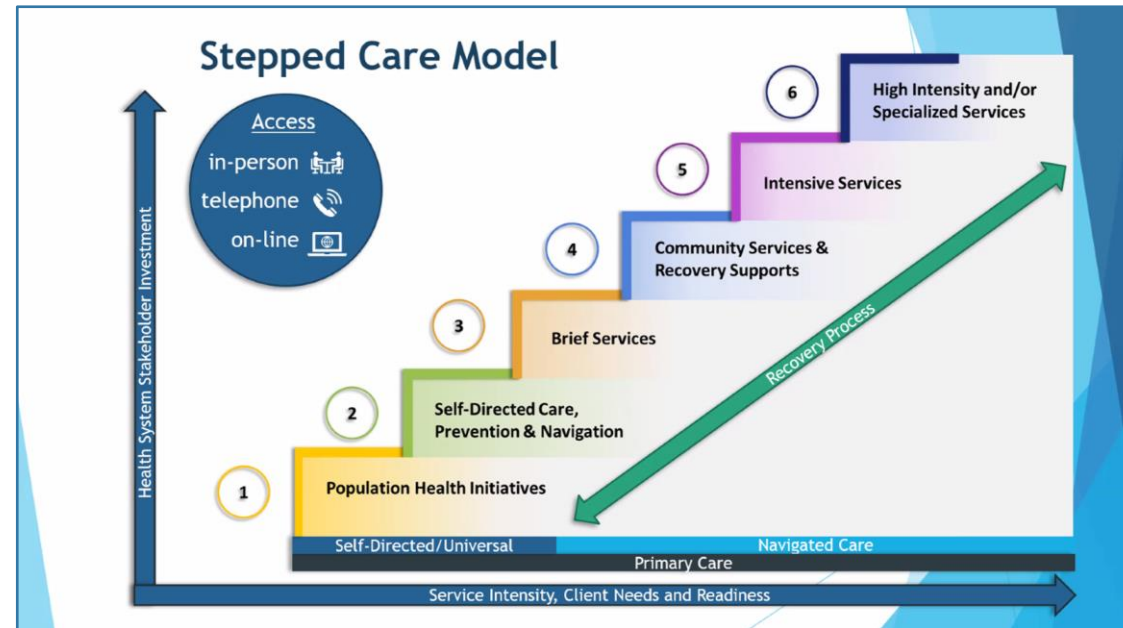 Stepped Care Model
Access
in-person
telephone
on-line
Health System Stakeholder Investment
6
High Intensity and/or
Specialized Services
5
Intensive Services
4
Community Services &
Recovery Supports
3
Brief Services
2
Self-Directed Care,
Prevention & Navigation
1
Population Health Initiatives
Recovery Process
Self-Directed/Universal
Navigated Care
Primary Care
Service Intensity, Client Needs and Readiness